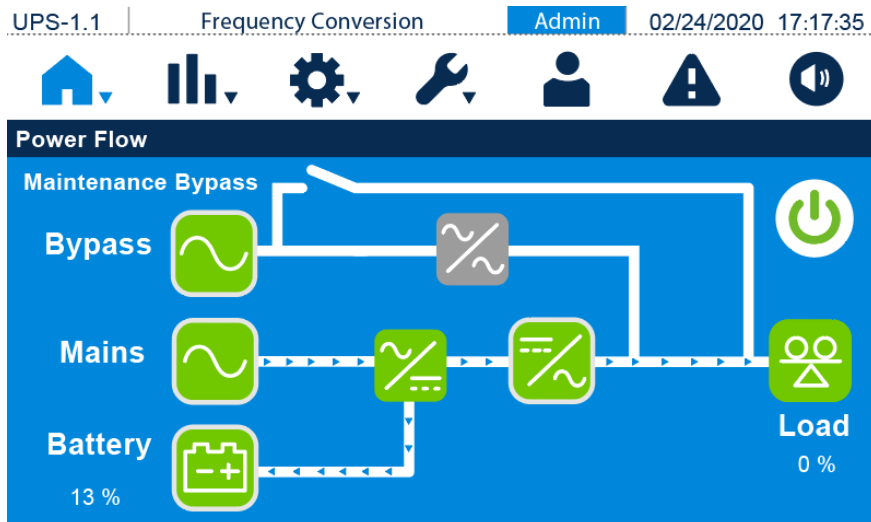 UPS-1.1 Frequency Conversion Admin 02/24/2020 17:17:35
Power Flow
Maintenance Bypass
Bypass
Mains
Battery
13 %
Load
0 %